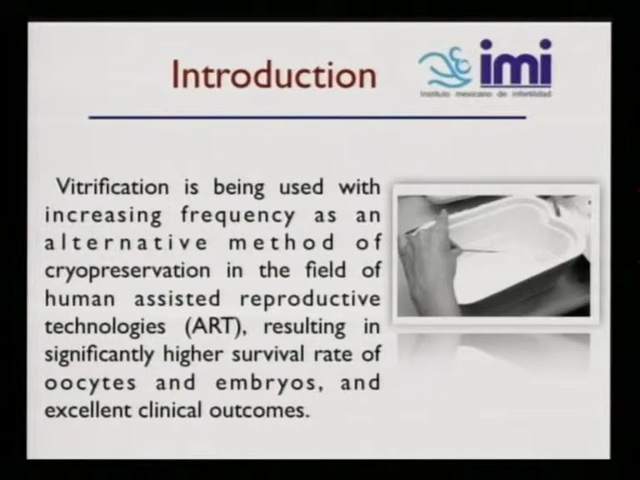 Introduction
imi
Instituto mexicano de infertilidad
Vitrification is being used with
increasing frequency as an
alternative method of
cryopreservation in the field of
human assisted reproductive
technologies (ART), resulting in
significantly higher survival rate of
oocytes and embryos, and
excellent clinical outcomes.